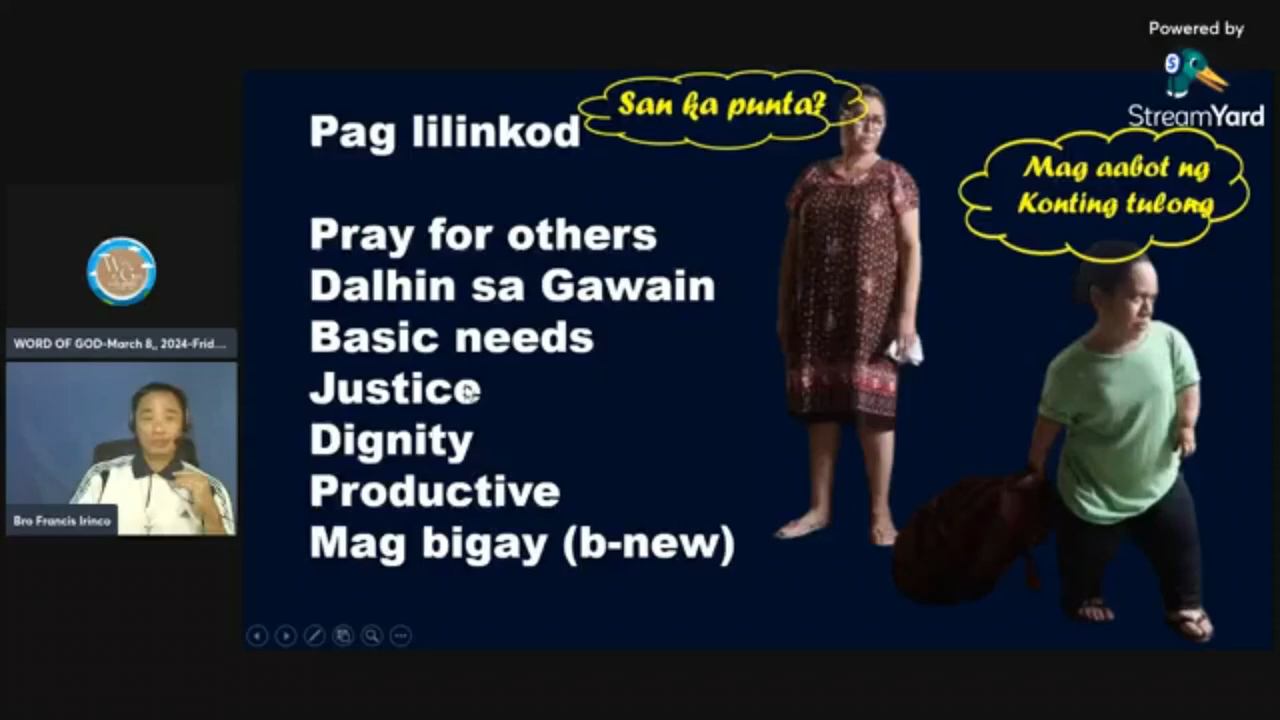 Powered by
StreamYard
San ka punta?
Pag lilinkod
Mag aabot ng
Konting tulong
Pray for others
Dalhin sa Gawain
Basic needs
Justice
Dignity
Productive
Mag bigay (b-new)
WORD OF GOD-March 8,, 2024-Frid...
Bro Francis Irinco